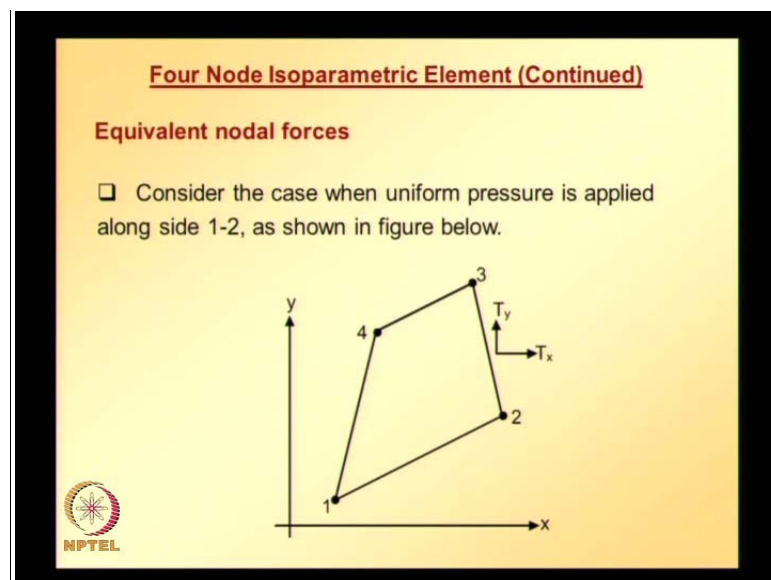 Four Node Isoparametric Element (Continued)
Equivalent nodal forces
❑ Consider the case when uniform pressure is applied
along side 1-2, as shown in figure below.
3
y
Ty
4
Tx
2
1
x
NPTEL